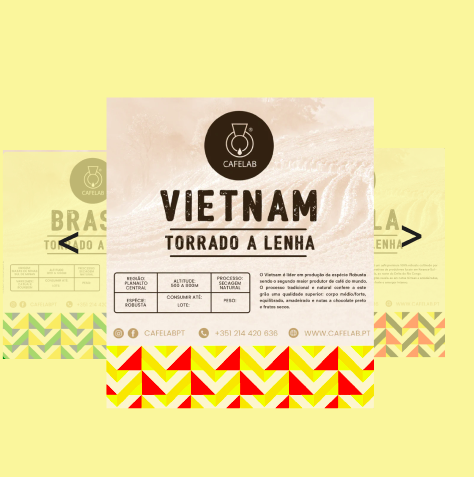 CAFELAB
®
VIETNAM
TORRADO A LENHA
REGIÃO:
PLANALTO
CENTRAL
ALTITUDE:
500 A 800M
PROCESSO:
SECAGEM
NATURAL
ESPÉCIE:
ROBUSTA
CONSUMIR ATÉ:
LOTE:
PESO:
O Vietnam é líder em produção da espécie Robusta
sendo o segundo maior produtor de café do mundo.
O processo tradicional e natural confere a este
grão uma qualidade superior: corpo médio/forte,
equilibrado, amadeirado e notas a chocolate preto
e frutos secos.
CAFELABPT
+351 214 420 636
WWW.CAFELAB.PT
CAFELAB
BRAS
TORRADO A
<
LA
ENHA
>